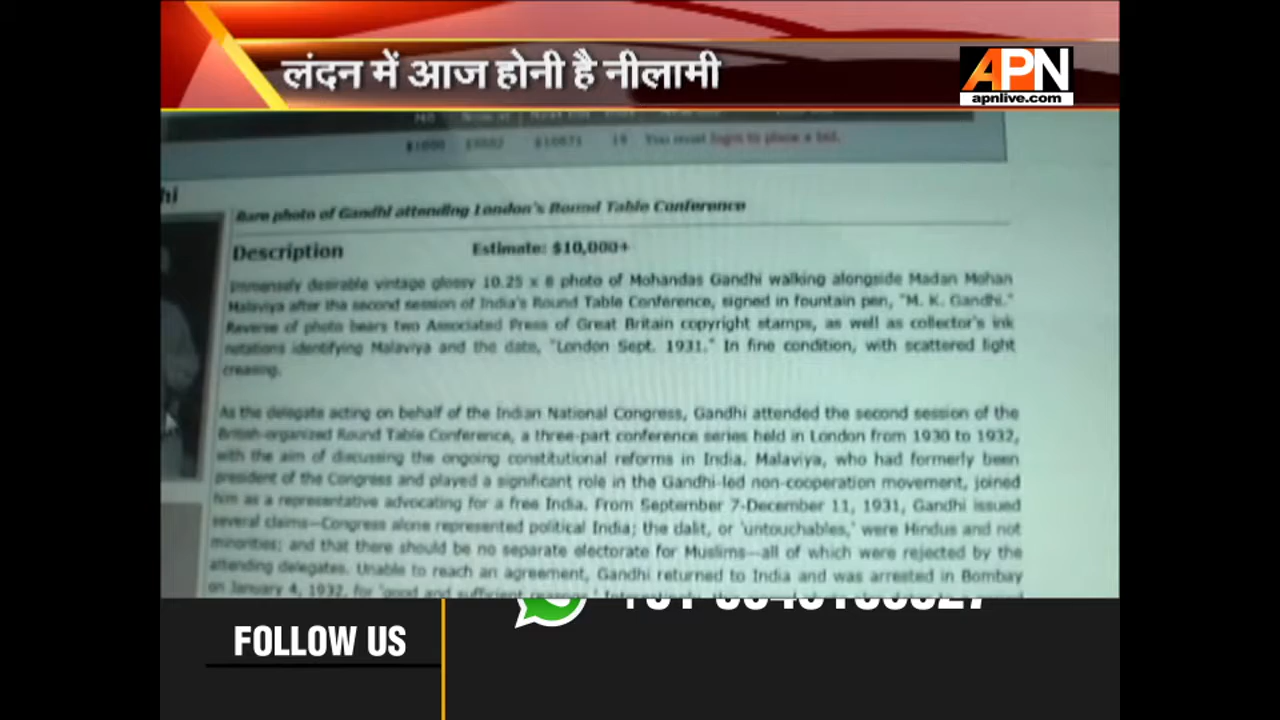 लंदन में आज होनी है नीलामी
APN
apnlive.com
$1000 19 You must login to place a bid.
hi
Rare photo of Gandhi attending London's Round Table Conference
Description Estimate: $10,000+
Immensely desirable vintage glossy 10.25 x 8 photo of Mohandas Gandhi walking alongside Madan Mohan
Malaviya after the second session of India's Round Table Conference, signed in fountain pen, "M. K. Gandhi."
Reverse of photo bears two Associated Press of Great Britain copyright stamps, as well as collector's ink
notations identifying Malaviya and the date, "London Sept. 1931." In fine condition, with scattered light
creasing.
As the delegate acting on behalf of the Indian National Congress, Gandhi attended the second session of the
British-organized Round Table Conference, a three-part conference series held in London from 1930 to 1932,
with the aim of discussing the ongoing constitutional reforms in India. Malaviya, who had formerly been
president of the Congress and played a significant role in the Gandhi-led non-cooperation movement, joined
him as a representative advocating for a free India. From September 7-December 11, 1931, Gandhi issued
several claims—Congress alone represented political India; the dalit, or 'untouchables,' were Hindus and not
minorities; and that there should be no separate electorate for Muslims—all of which were rejected by the
attending delegates. Unable to reach an agreement, Gandhi returned to India and was arrested in Bombay
on January 4, 1932, for 'good and sufficient reasons.'
FOLLOW US